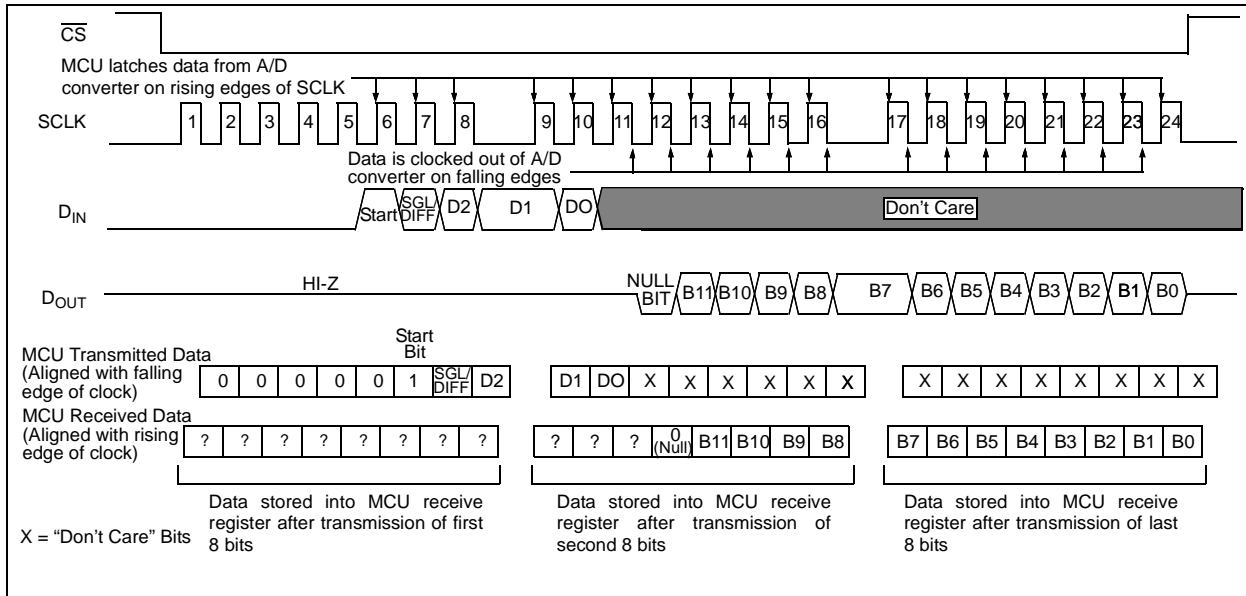 CS
MCU latches data from A/D
converter on rising edges of SCLK
SCLK
1 2 3 4 5 6 7 8 9 10 11 12 13 14 15 16 17 18 19 20 21 22 23 24
Data is clocked out of A/D
converter on falling edges
DIN
Start SGL/DIFF D2 D1 DO Don't Care
HI-Z
DOUT
NULL BIT B11 B10 B9 B8 B7 B6 B5 B4 B3 B2 B1 B0
Start
Bit
MCU Transmitted Data
(Aligned with falling
edge of clock)
0 0 0 0 0 1 SGL/DIFF D2 D1 DO X X X X X X X X X X X X X X
MCU Received Data
(Aligned with rising
edge of clock)
? ? ? ? ? ? ? ? ? ? ? 0 (Null) B11 B10 B9 B8 B7 B6 B5 B4 B3 B2 B1 B0
Data stored into MCU receive
register after transmission of first
8 bits
Data stored into MCU receive
register after transmission of
second 8 bits
Data stored into MCU receive
register after transmission of last
8 bits
X = “Don’t Care” Bits